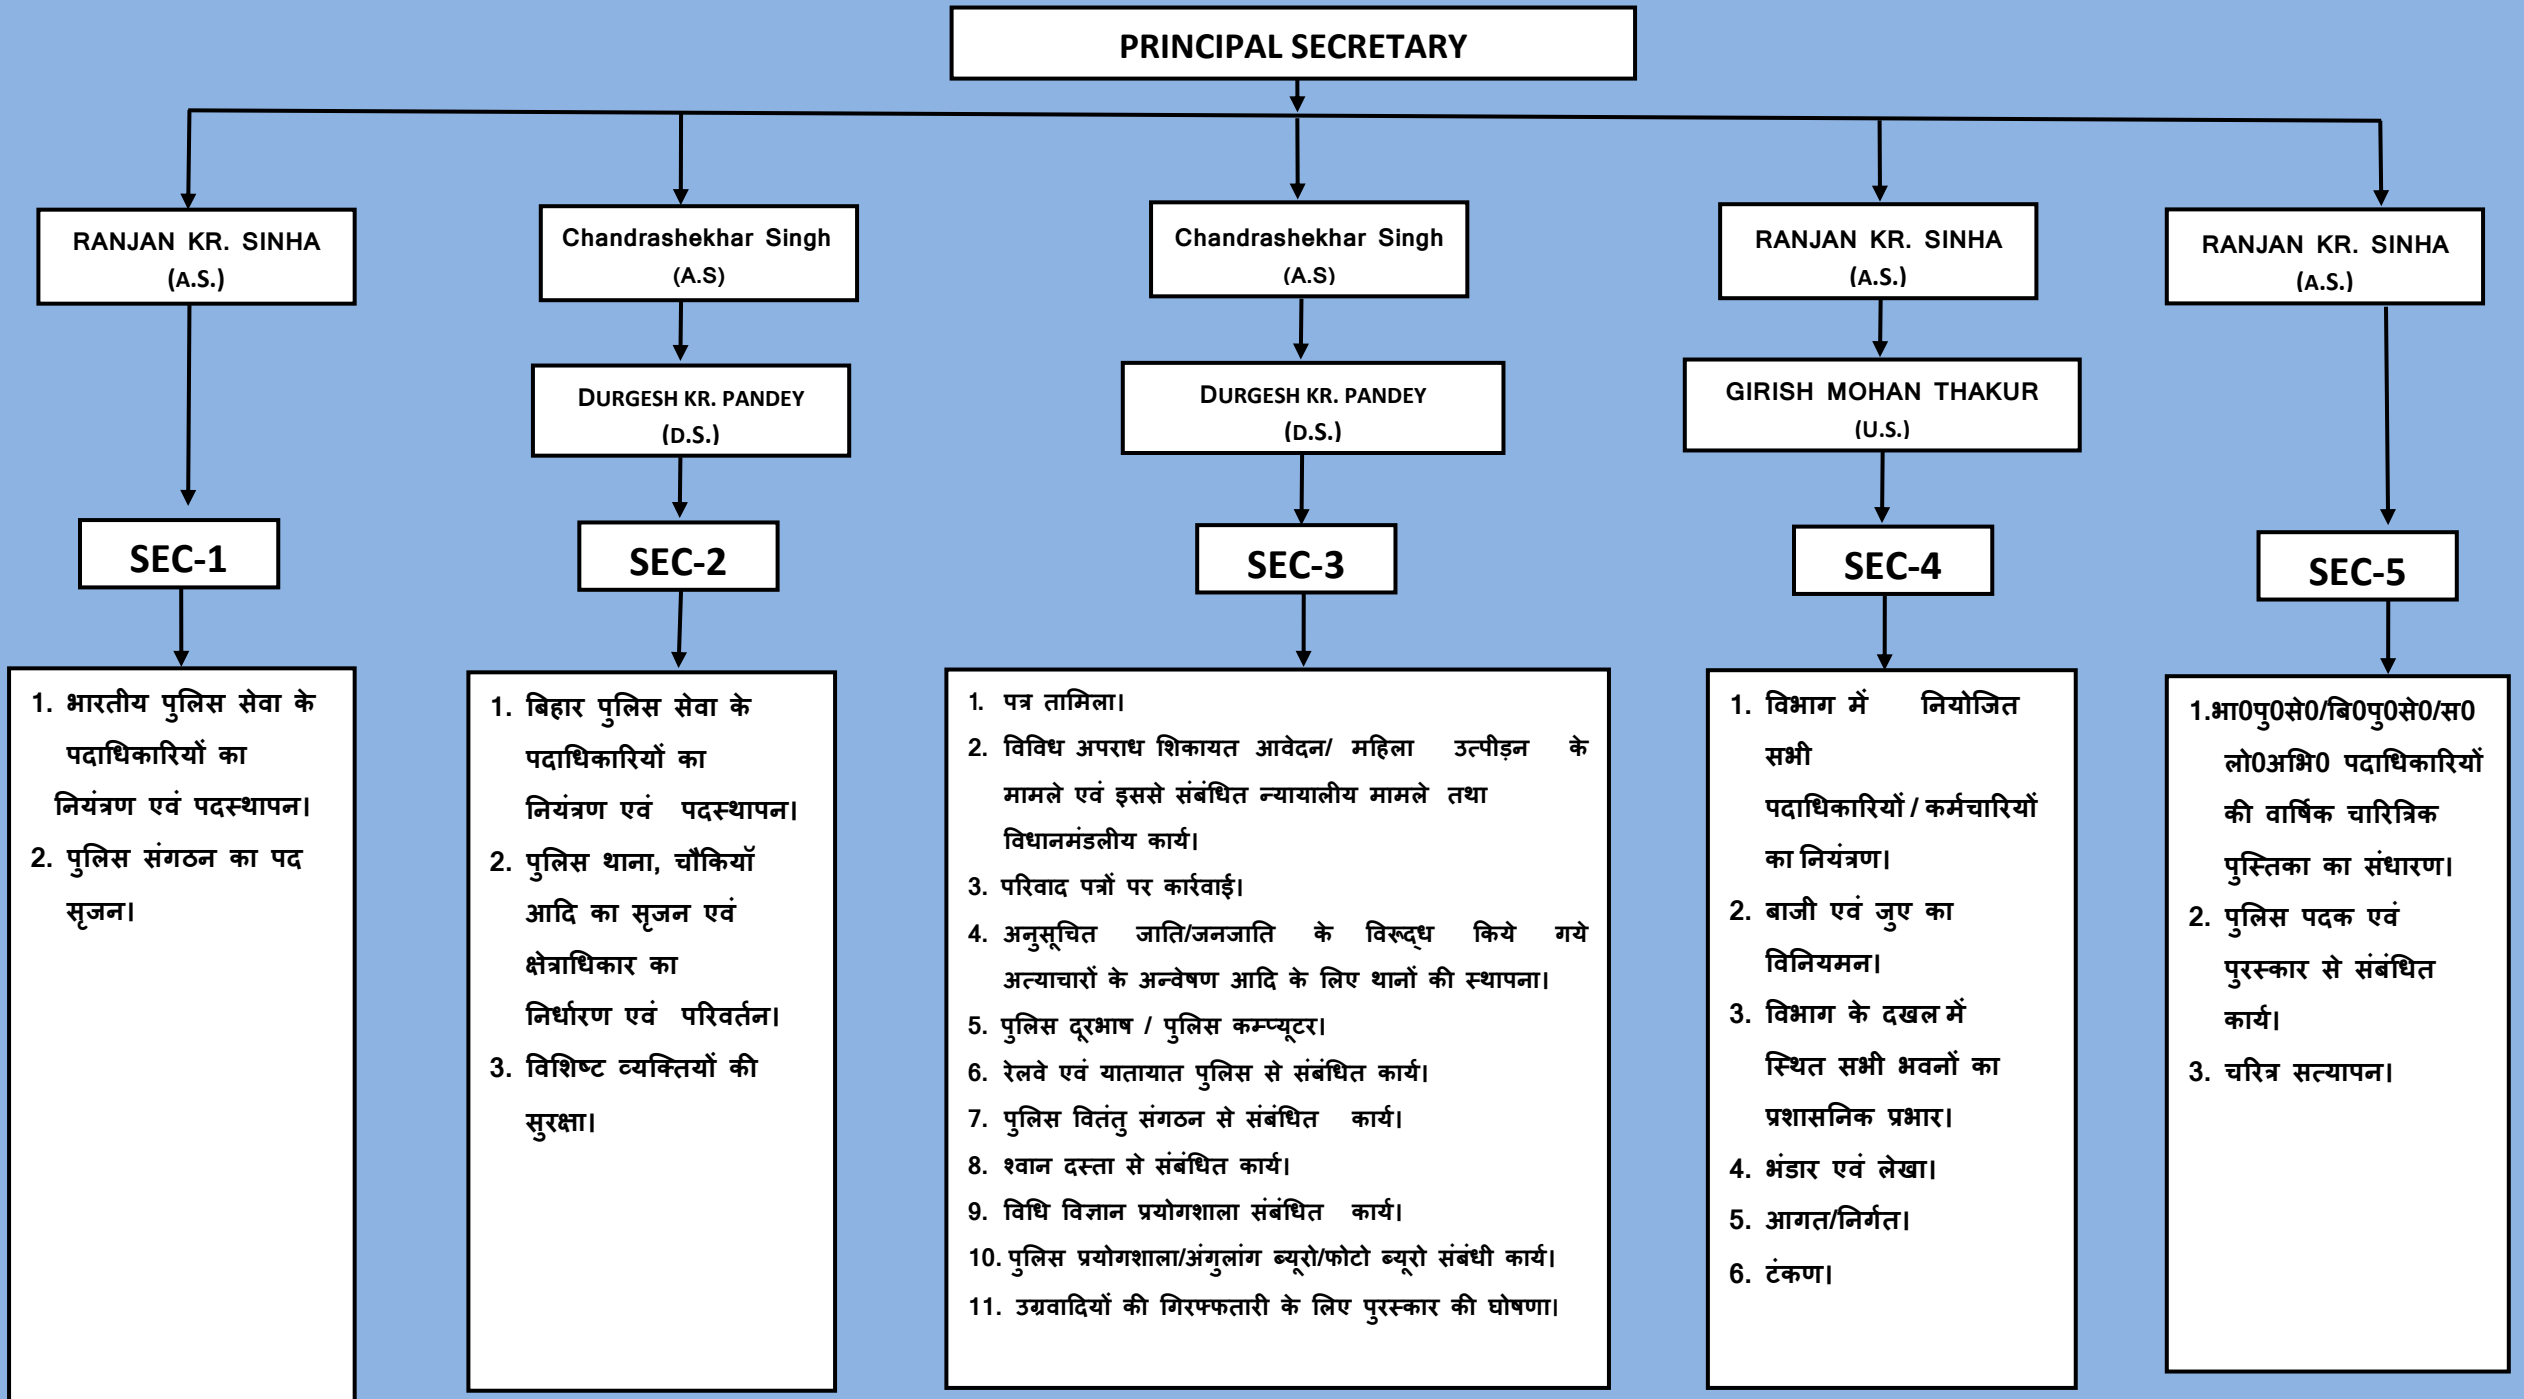 PRINCIPAL SECRETARY
RANJAN KR. SINHA
(A.S.)
Chandrashekhar Singh
(A.S)
Chandrashekhar Singh
(A.S)
RANJAN KR. SINHA
(A.S.)
RANJAN KR. SINHA
(A.S.)
DURGESH KR. PANDEY
(D.S.)
DURGESH KR. PANDEY
(D.S.)
GIRISH MOHAN THAKUR
(U.S.)
SEC-1
SEC-2
SEC-3
SEC-4
SEC-5
1. भारतीय पुलिस सेवा के
पदाधिकारियों का
नियंत्रण एवं पदस्थापन।
2. पुलिस संगठन का पद
सृजन।
1. बिहार पुलिस सेवा के
पदाधिकारियों का
नियंत्रण एवं पदस्थापन।
2. पुलिस थाना, चौकियॉ
आदि का सृजन एवं
क्षेत्राधिकार का
निर्धारण एवं परिवर्तन।
3. विशिष्ट व्यक्तियों की
सुरक्षा।
1. पत्र तामिला।
2. विविध अपराध शिकायत आवेदन/ महिला उत्पीड़न के
मामले एवं इससे संबंधित न्यायालीय मामले तथा
विधानमंडलीय कार्य।
3. परिवाद पत्रों पर कार्रवाई।
4. अनुसूचित जाति/जनजाति के विरूद्ध किये गये
अत्याचारों के अन्वेषण आदि के लिए थानों की स्थापना।
5. पुलिस दूरभाष / पुलिस कम्प्यूटर।
6. रेलवे एवं यातायात पुलिस से संबंधित कार्य।
7. पुलिस वितंतु संगठन से संबंधित कार्य।
8. श्वान दस्ता से संबंधित कार्य।
9. विधि विज्ञान प्रयोगशाला संबंधित कार्य।
10. पुलिस प्रयोगशाला/अंगुलांग ब्यूरो/फोटो ब्यूरो संबंधी कार्य।
11. उग्रवादियों की गिरफ्फतारी के लिए पुरस्कार की घोषणा।
1. विभाग में नियोजित
सभी
पदाधिकारियों / कर्मचारियों
का नियंत्रण।
2. बाजी एवं जुए का
विनियमन।
3. विभाग के दखल में
स्थित सभी भवनों का
प्रशासनिक प्रभार।
4. भंडार एवं लेखा।
5. आगत/निर्गत।
6. टंकण।
1.भा0पु0से0/बि0पु0से0/स0
लो0अभि0 पदाधिकारियों
की वार्षिक चारित्रिक
पुस्तिका का संधारण।
2. पुलिस पदक एवं
पुरस्कार से संबंधित
कार्य।
3. चरित्र सत्यापन।